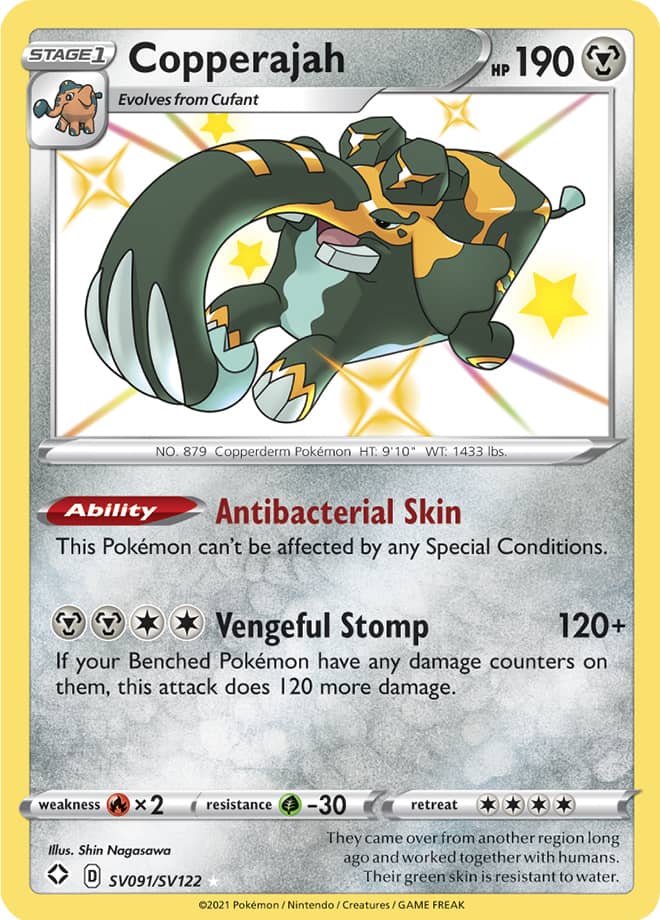 STAGE 1 Copperajah HP 190
Evolves from Cufant
NO. 879 Copperderm Pokémon HT: 9'10" WT: 1433 lbs.
Ability Antibacterial Skin
This Pokémon can't be affected by any Special Conditions.
Vengeful Stomp 120+
If your Benched Pokémon have any damage counters on
them, this attack does 120 more damage.
weakness ×2 resistance -30 retreat
Illus. Shin Nagasawa
They came over from another region long
ago and worked together with humans.
Their green skin is resistant to water.
D SV091/SV122
©2021 Pokémon / Nintendo / Creatures / GAME FREAK